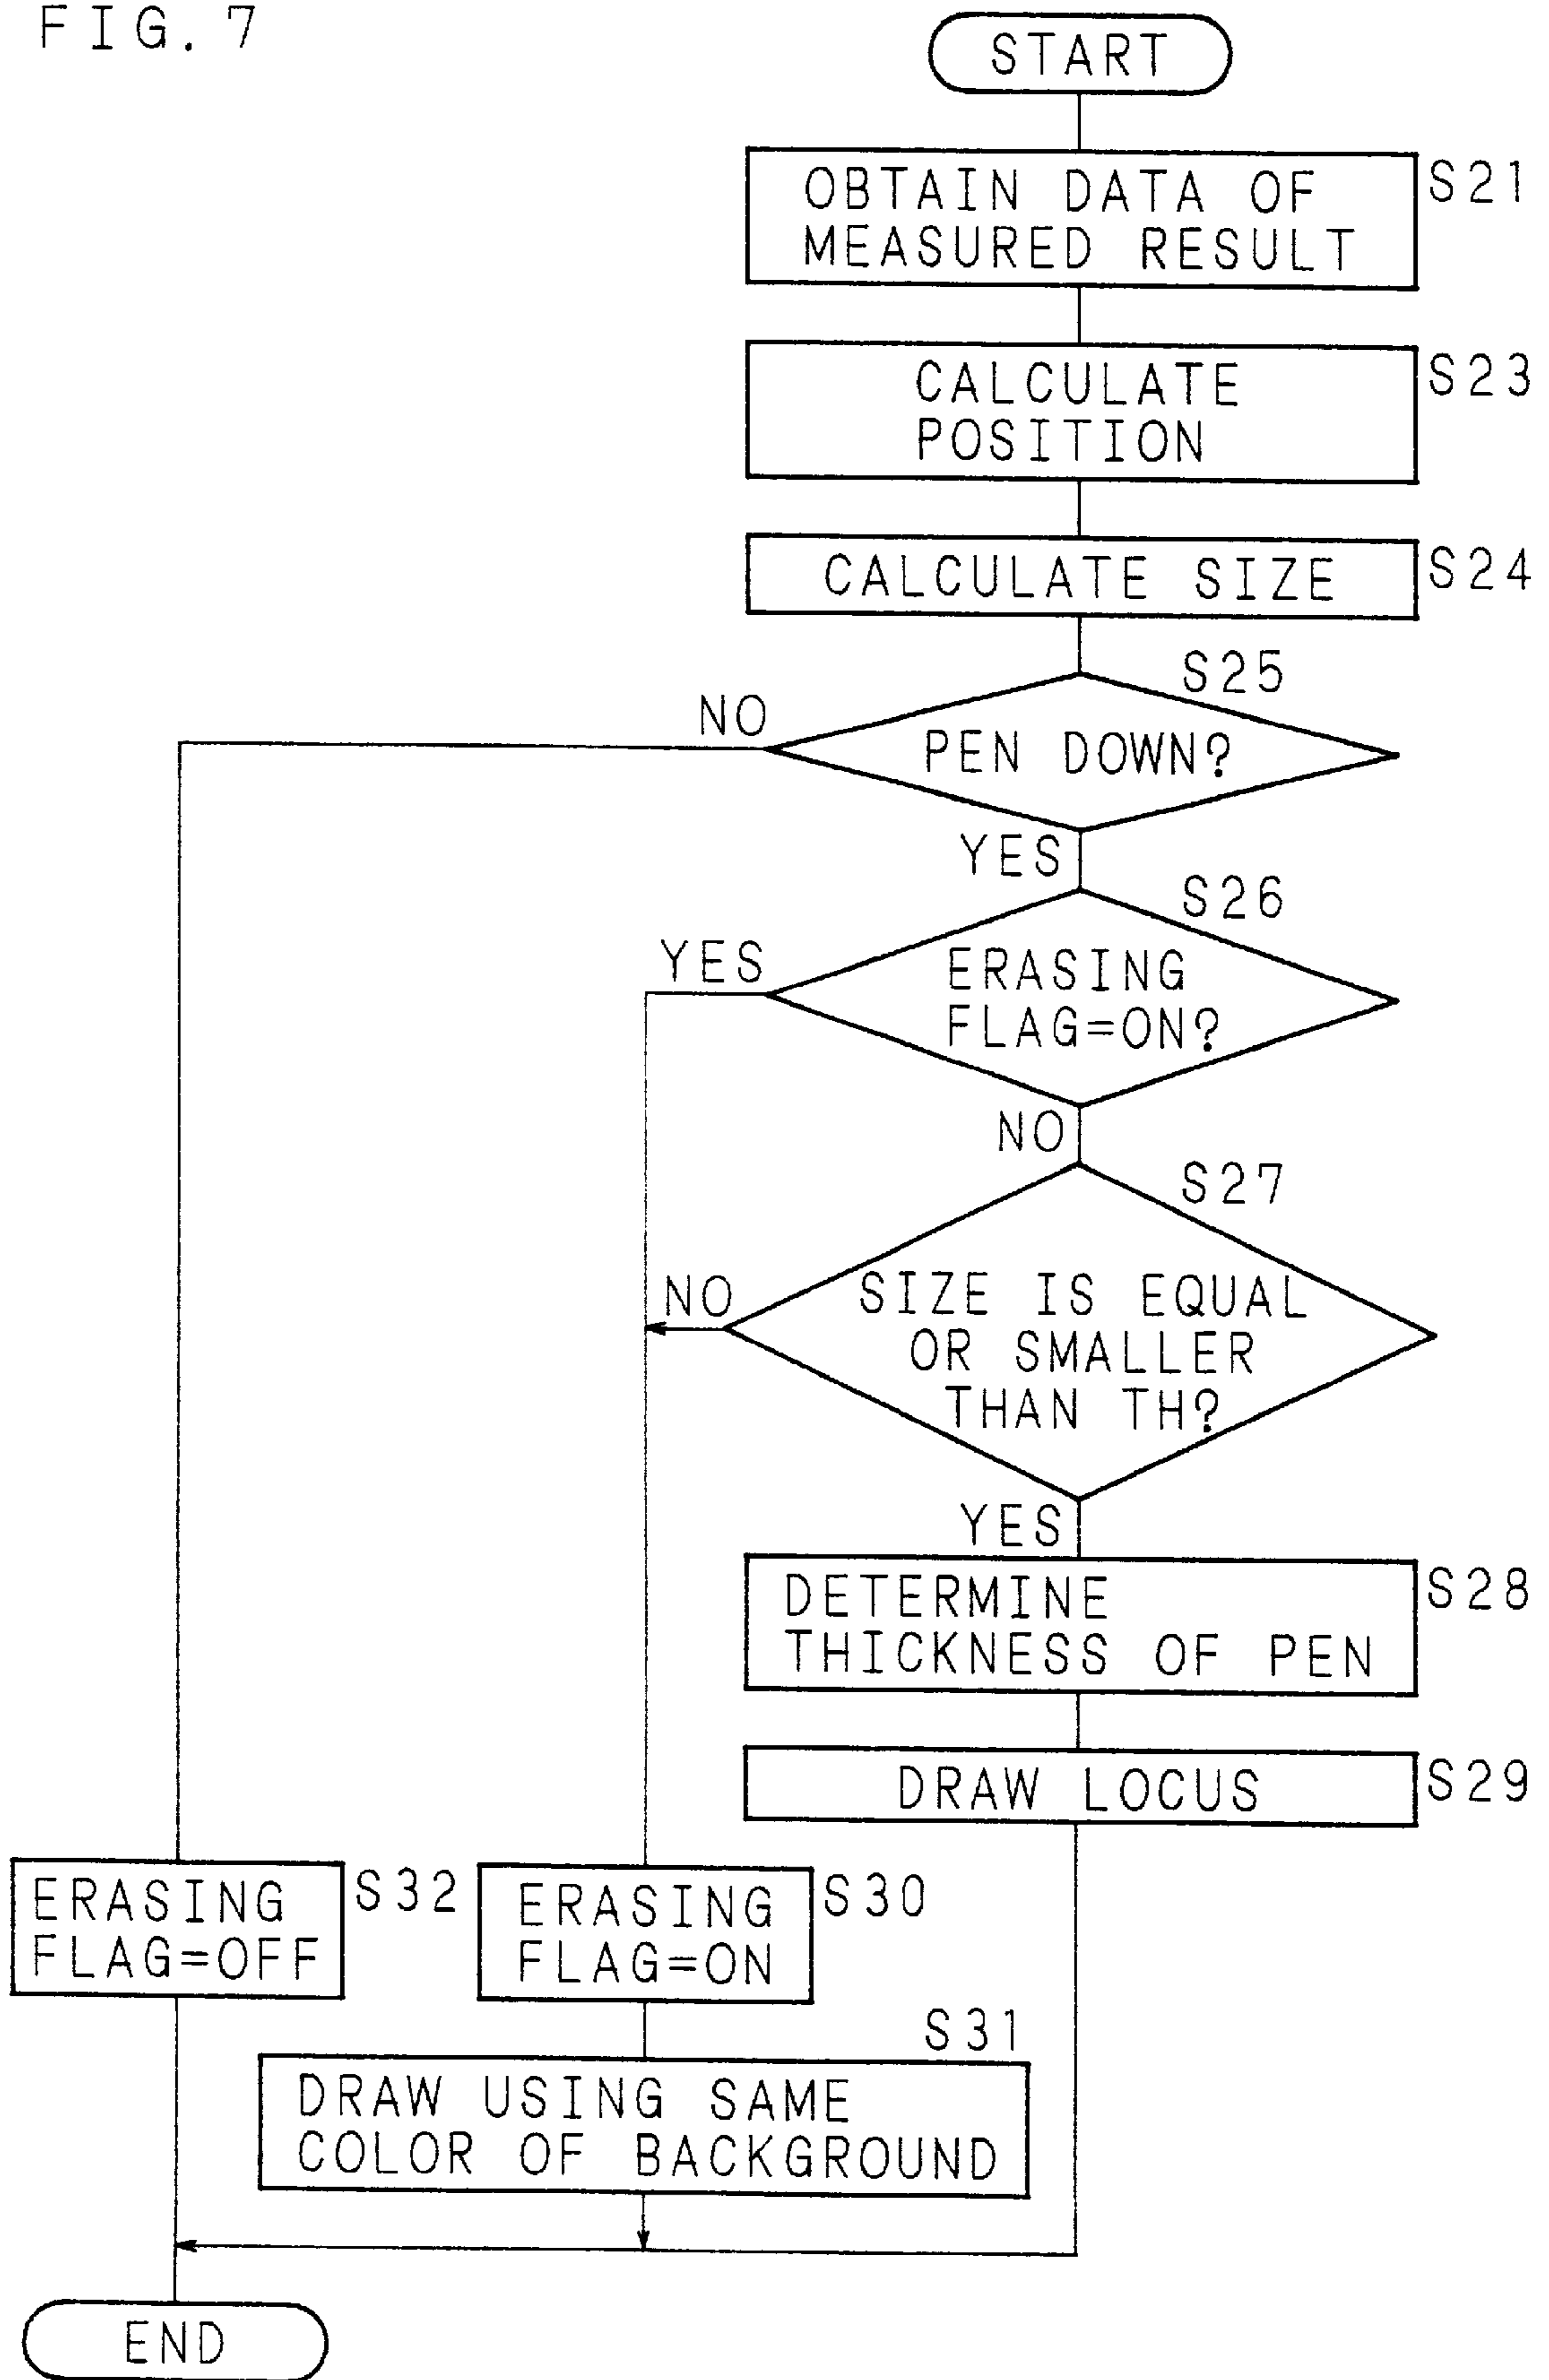 FIG. 7
START
OBTAIN DATA OF
MEASURED RESULT
S21
CALCULATE
POSITION
S23
CALCULATE SIZE
S24
S25
NO
PEN DOWN?
YES
S26
YES
ERASING
FLAG=ON?
NO
S27
NO
SIZE IS EQUAL
OR SMALLER
THAN TH?
YES
DETERMINE
THICKNESS OF PEN
S28
DRAW LOCUS
S29
ERASING
FLAG=OFF
S32
ERASING
FLAG=ON
S30
S31
DRAW USING SAME
COLOR OF BACKGROUND
END